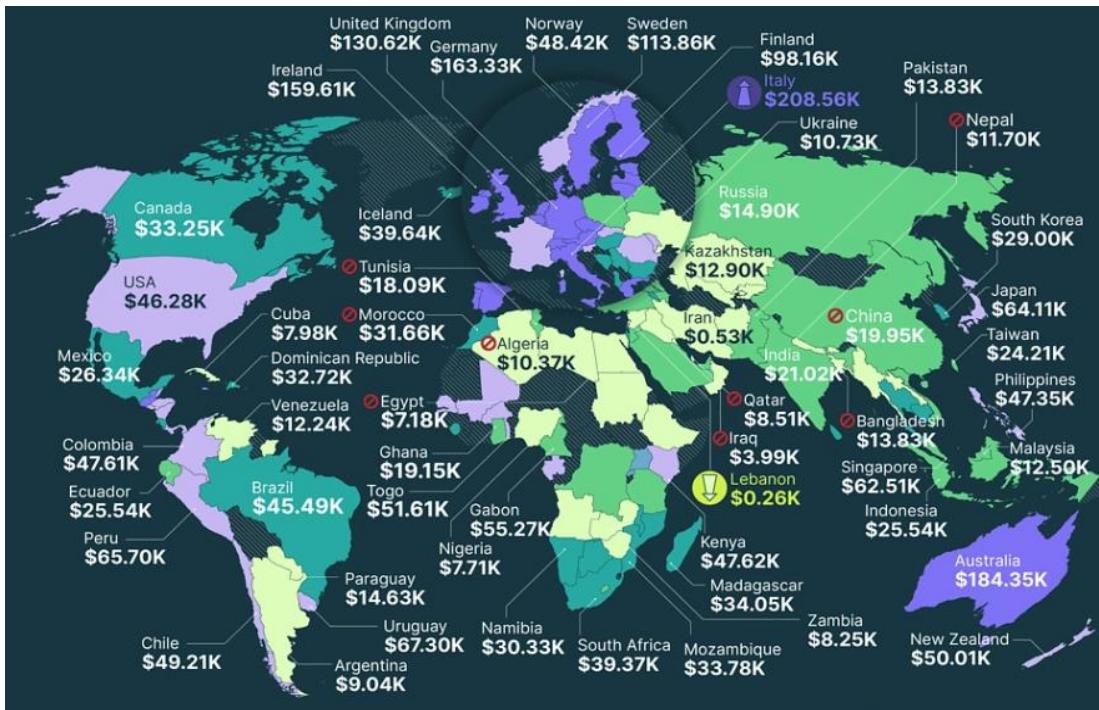 United Kingdom
$130.62K
Norway
$48.42K
Sweden
$113.86K
Germany
$163.33K
Finland
$98.16K
Ireland
$159.61K
Italy
$208.56K
Pakistan
$13.83K
Ukraine
$10.73K
Nepal
$11.70K
Canada
$33.25K
Iceland
$39.64K
Russia
$14.90K
South Korea
$29.00K
Tunisia
$18.09K
Kazakhstan
$12.90K
USA
$46.28K
Cuba
$7.98K
Morocco
$31.66K
Iran
$0.53K
China
$19.95K
Japan
$64.11K
Algeria
$10.37K
Mexico
$26.34K
Dominican Republic
$32.72K
India
$21.02K
Taiwan
$24.21K
Venezuela
$12.24K
Egypt
$7.18K
Qatar
$8.51K
Bangladesh
$13.83K
Philippines
$47.35K
Colombia
$47.61K
Ghana
$19.15K
Iraq
$3.99K
Malaysia
$12.50K
Ecuador
$25.54K
Brazil
$45.49K
Togo
$51.61K
Gabon
$55.27K
Lebanon
$0.26K
Singapore
$62.51K
Indonesia
$25.54K
Peru
$65.70K
Nigeria
$7.71K
Kenya
$47.62K
Australia
$184.35K
Paraguay
$14.63K
Madagascar
$34.05K
Chile
$49.21K
Uruguay
$67.30K
Namibia
$30.33K
South Africa
$39.37K
Mozambique
$33.78K
Zambia
$8.25K
New Zealand
$50.01K
Argentina
$9.04K